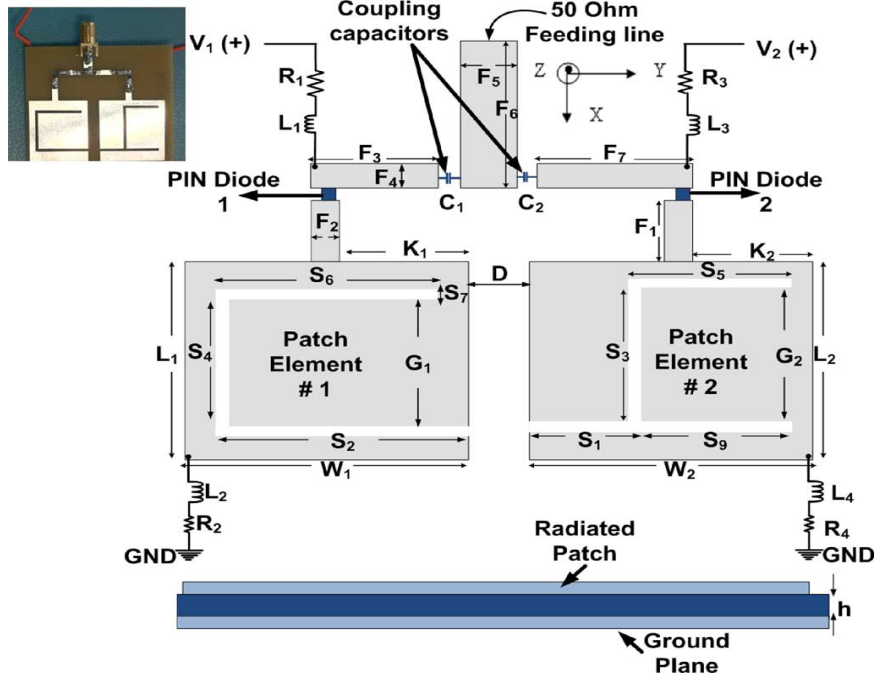 Coupling
capacitors
50 Ohm
Feeding line
V1 (+)
V2 (+)
R1
R3
L1
L3
F5
F6
Z
Y
X
F3
F7
F4
C1
C2
PIN Diode
1
PIN Diode
2
F2
F1
K1
K2
D
S6
S5
S7
L1
S4
Patch
Element
# 1
G1
S3
Patch
Element
# 2
G2
L2
S2
S1
S9
W1
W2
L2
R2
GND
L4
R4
GND
Radiated
Patch
h
Ground
Plane